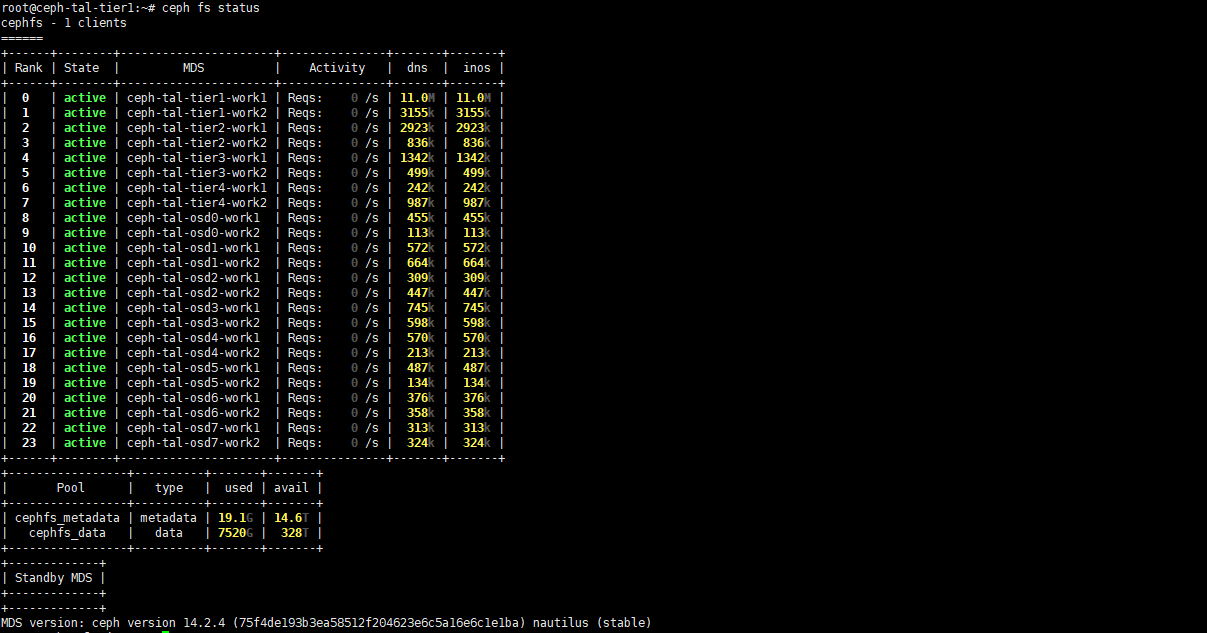 root@ceph-tal-tier1:~# ceph fs status
cephfs - 1 clients
======
+------+--------+----------------------+---------------+-------+-------+
| Rank | State  |         MDS          |    Activity   |  dns  |  inos |
+------+--------+----------------------+---------------+-------+-------+
|  0   | active | ceph-tal-tier1-work1 | Reqs:    0 /s | 11.0M | 11.0M |
|  1   | active | ceph-tal-tier1-work2 | Reqs:    0 /s | 3155k | 3155k |
|  2   | active | ceph-tal-tier2-work1 | Reqs:    0 /s | 2923k | 2923k |
|  3   | active | ceph-tal-tier2-work2 | Reqs:    0 /s |  836k |  836k |
|  4   | active | ceph-tal-tier3-work1 | Reqs:    0 /s | 1342k | 1342k |
|  5   | active | ceph-tal-tier3-work2 | Reqs:    0 /s |  499k |  499k |
|  6   | active | ceph-tal-tier4-work1 | Reqs:    0 /s |  242k |  242k |
|  7   | active | ceph-tal-tier4-work2 | Reqs:    0 /s |  987k |  987k |
|  8   | active | ceph-tal-osd0-work1  | Reqs:    0 /s |  455k |  455k |
|  9   | active | ceph-tal-osd0-work2  | Reqs:    0 /s |  113k |  113k |
|  10  | active | ceph-tal-osd1-work1  | Reqs:    0 /s |  572k |  572k |
|  11  | active | ceph-tal-osd1-work2  | Reqs:    0 /s |  664k |  664k |
|  12  | active | ceph-tal-osd2-work1  | Reqs:    0 /s |  309k |  309k |
|  13  | active | ceph-tal-osd2-work2  | Reqs:    0 /s |  447k |  447k |
|  14  | active | ceph-tal-osd3-work1  | Reqs:    0 /s |  745k |  745k |
|  15  | active | ceph-tal-osd3-work2  | Reqs:    0 /s |  598k |  598k |
|  16  | active | ceph-tal-osd4-work1  | Reqs:    0 /s |  570k |  570k |
|  17  | active | ceph-tal-osd4-work2  | Reqs:    0 /s |  213k |  213k |
|  18  | active | ceph-tal-osd5-work1  | Reqs:    0 /s |  487k |  487k |
|  19  | active | ceph-tal-osd5-work2  | Reqs:    0 /s |  134k |  134k |
|  20  | active | ceph-tal-osd6-work1  | Reqs:    0 /s |  376k |  376k |
|  21  | active | ceph-tal-osd6-work2  | Reqs:    0 /s |  358k |  358k |
|  22  | active | ceph-tal-osd7-work1  | Reqs:    0 /s |  313k |  313k |
|  23  | active | ceph-tal-osd7-work2  | Reqs:    0 /s |  324k |  324k |
+------+--------+----------------------+---------------+-------+-------+
+-----------------+----------+-------+-------+
|       Pool      |   type   |  used | avail |
+-----------------+----------+-------+-------+
| cephfs_metadata | metadata | 19.1G | 14.6T |
|   cephfs_data   |   data   | 7520G |  328T |
+-----------------+----------+-------+-------+
+-------------+
| Standby MDS |
+-------------+
+-------------+
MDS version: ceph version 14.2.4 (75f4de193b3ea58512f204623e6c5a16e6c1e1ba) nautilus (stable)